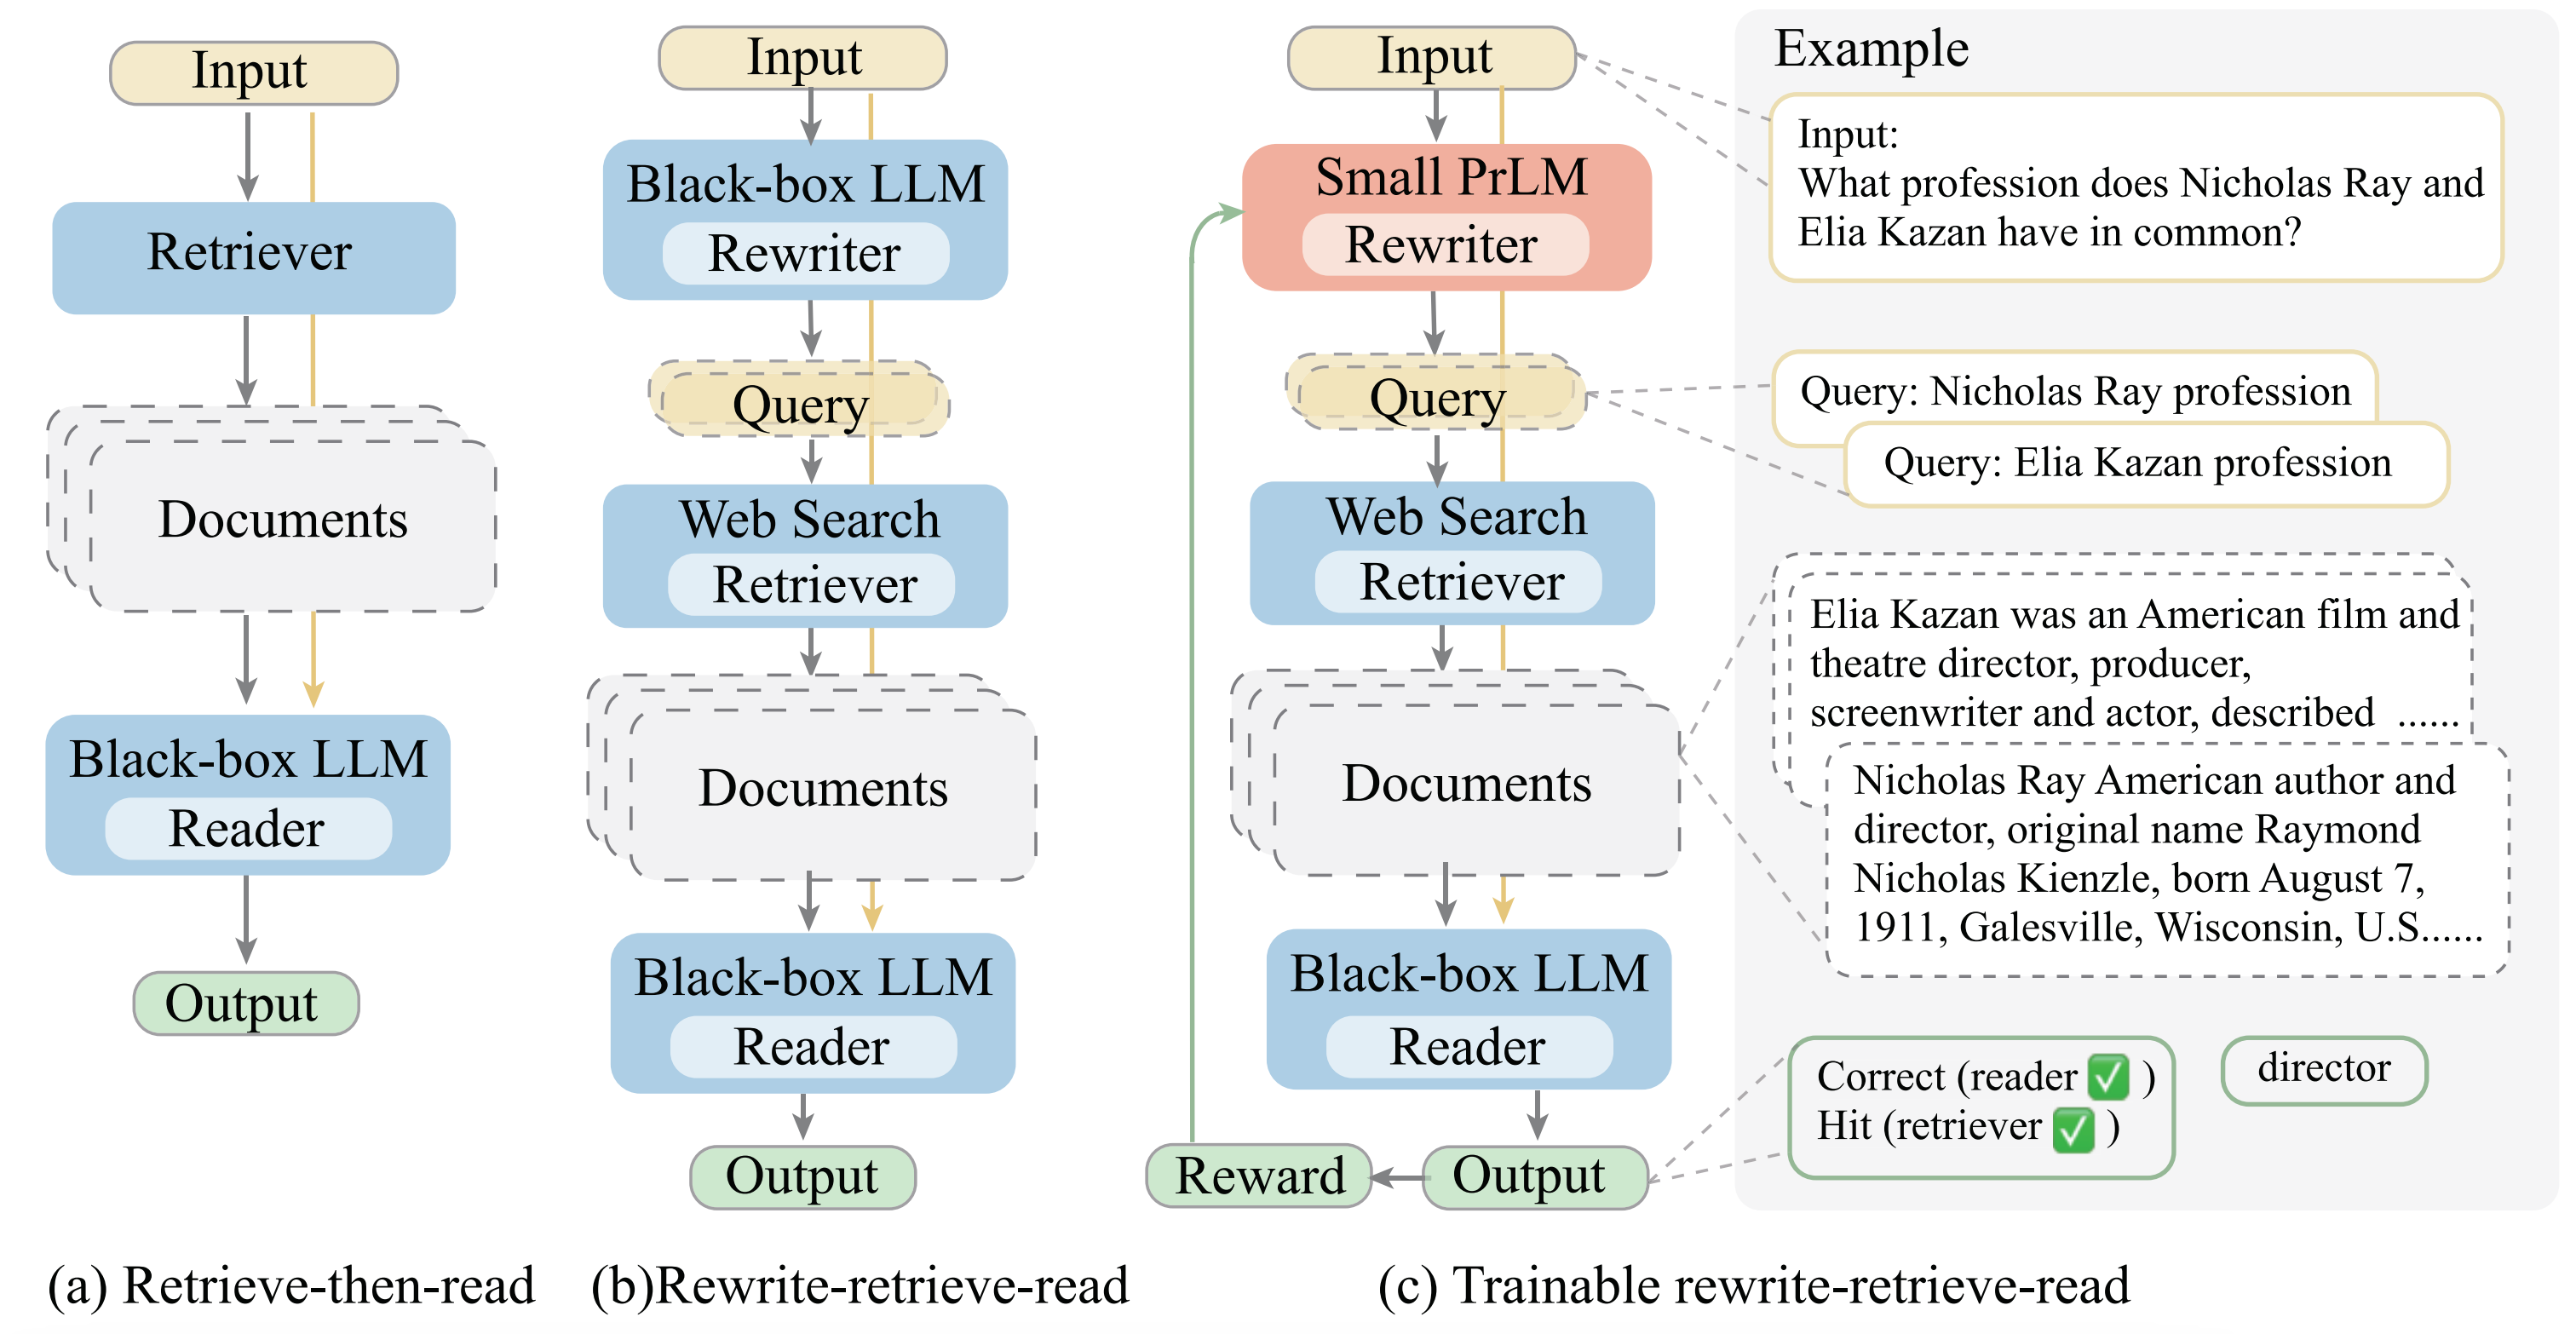 Input
Retriever
Documents
Black-box LLM
Reader
Output
(a) Retrieve-then-read
Input
Black-box LLM
Rewriter
Query
Web Search
Retriever
Documents
Black-box LLM
Reader
Output
(b)Rewrite-retrieve-read
Input
Small PrLM
Rewriter
Query
Web Search
Retriever
Documents
Black-box LLM
Reader
Reward
Output
(c) Trainable rewrite-retrieve-read
Example
Input:
What profession does Nicholas Ray and
Elia Kazan have in common?
Query: Nicholas Ray profession
Query: Elia Kazan profession
Elia Kazan was an American film and
theatre director, producer,
screenwriter and actor, described ......
Nicholas Ray American author and
director, original name Raymond
Nicholas Kienzle, born August 7,
1911, Galesville, Wisconsin, U.S......
Correct (reader ✅ )
Hit (retriever ✅ )
director